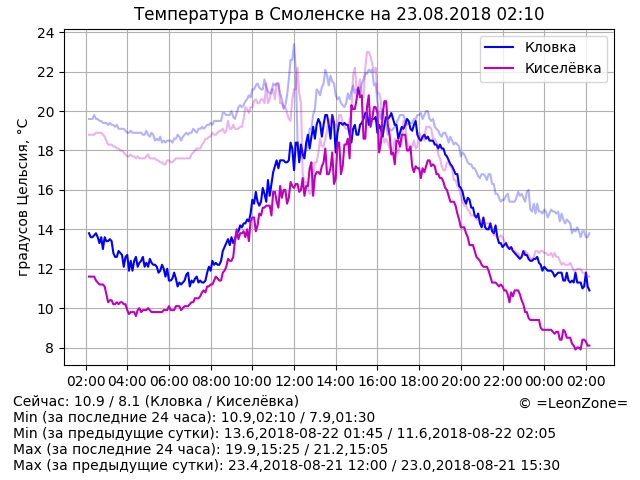 Температура в Смоленске на 23.08.2018 02:10
24
22
20
18
16
14
12
10
8
градусов Цельсия, °C
Кловка
Киселёвка
02:00 04:00 06:00 08:00 10:00 12:00 14:00 16:00 18:00 20:00 22:00 00:00 02:00
Сейчас: 10.9 / 8.1 (Кловка / Киселёвка)
© =LeonZone=
Min (за последние 24 часа): 10.9,02:10 / 7.9,01:30
Min (за предыдущие сутки): 13.6,2018-08-22 01:45 / 11.6,2018-08-22 02:05
Max (за последние 24 часа): 19.9,15:25 / 21.2,15:05
Max (за предыдущие сутки): 23.4,2018-08-21 12:00 / 23.0,2018-08-21 15:30